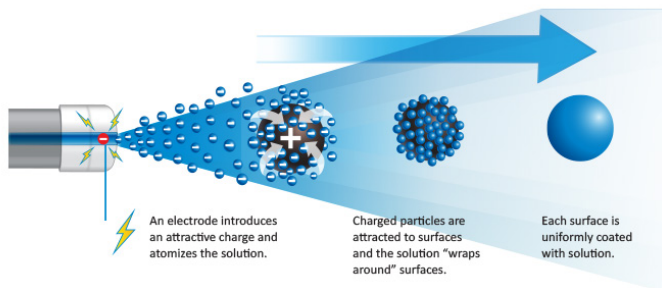 An electrode introduces
an attractive charge and
atomizes the solution.
Charged particles are
attracted to surfaces
and the solution “wraps
around” surfaces.
Each surface is
uniformly coated
with solution.